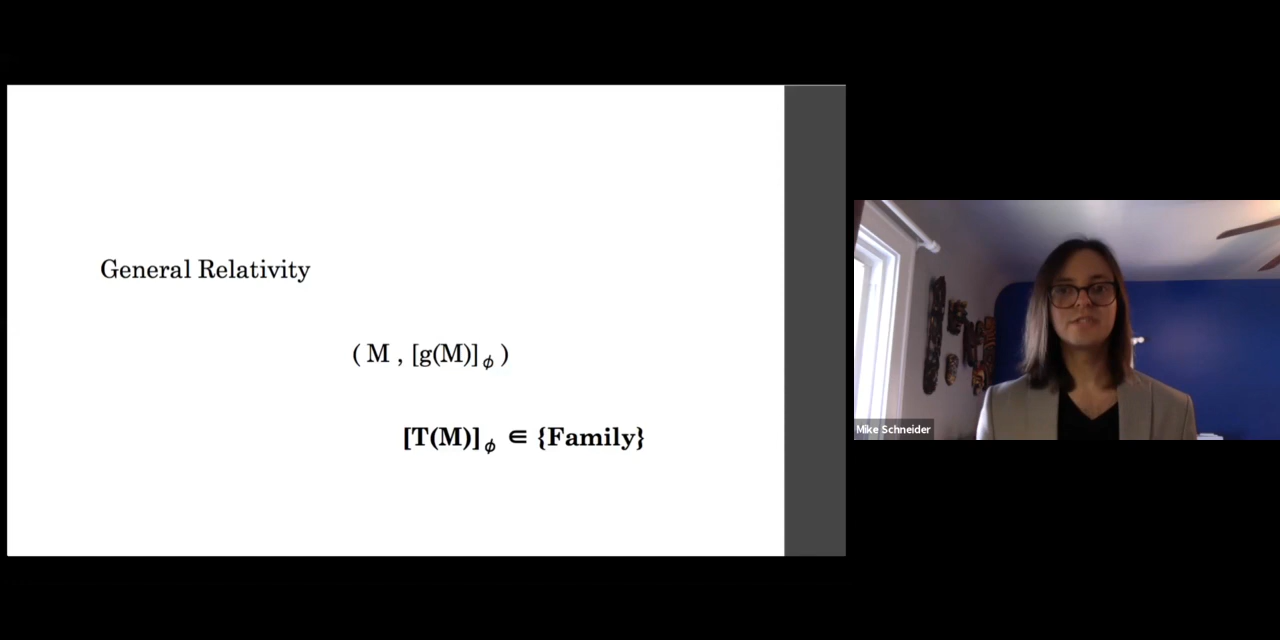 General Relativity
( M , [g(M)] ϕ )
[T(M)] ϕ ∈ {Family}
Mike Schneider